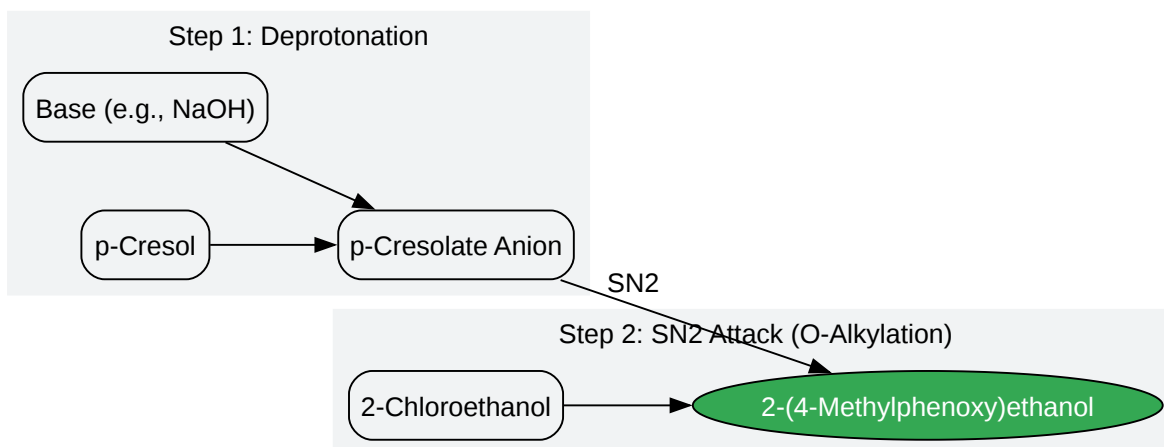 Step 1: Deprotonation
Base (e.g., NaOH)
p-Cresol
p-Cresolate Anion
SN2
Step 2: SN2 Attack (O-Alkylation)
2-Chloroethanol
2-(4-Methylphenoxy)ethanol